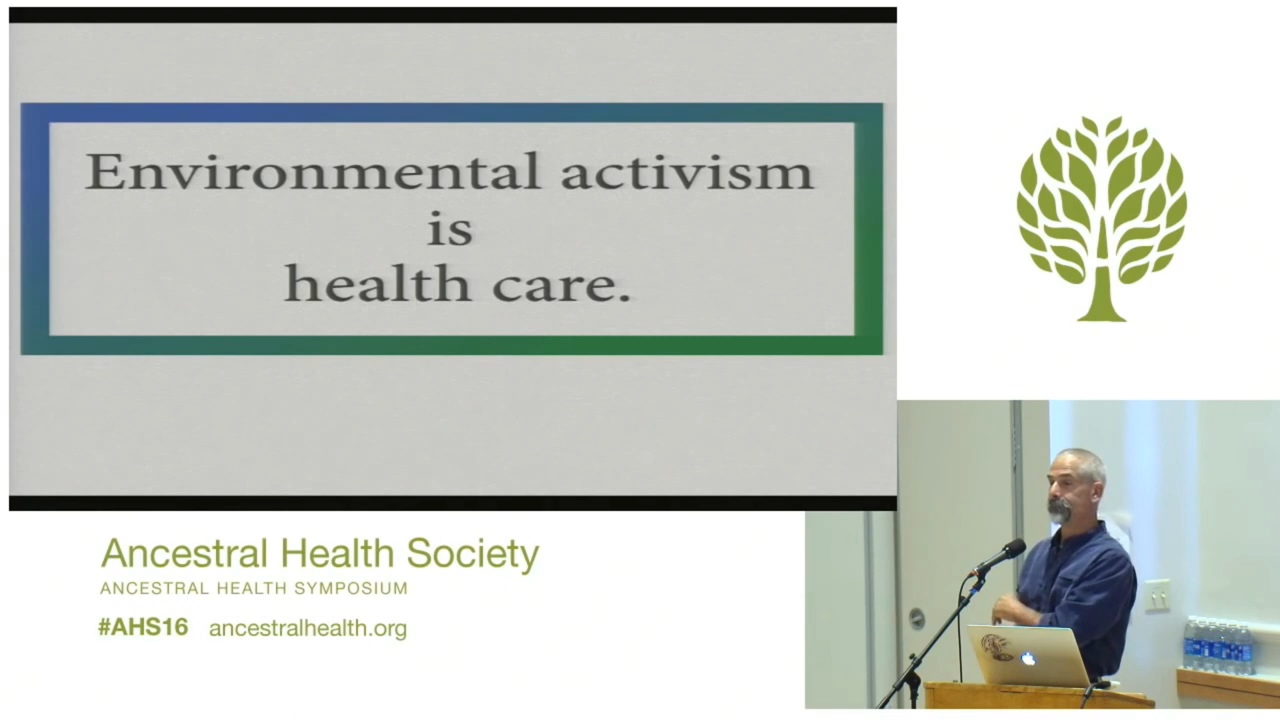 Environmental activism
is
health care.
Ancestral Health Society
ANCESTRAL HEALTH SYMPOSIUM
#AHS16 ancestralhealth.org